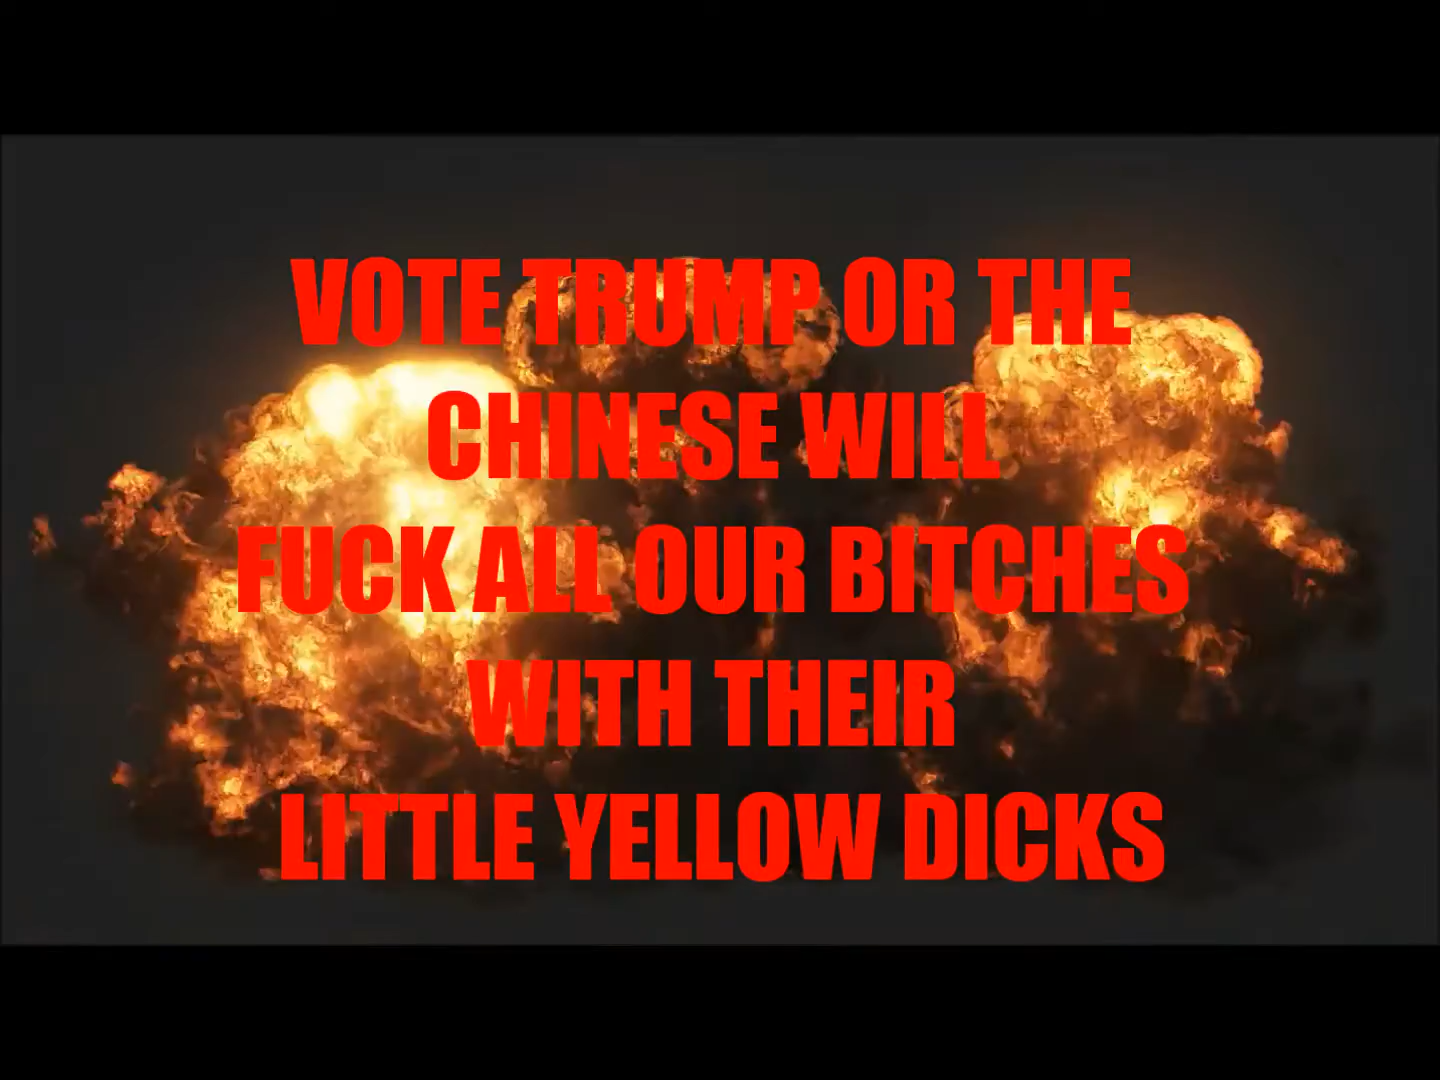 VOTE TRUMP OR THE
CHINESE WILL
FUCK ALL OUR BITCHES
WITH THEIR
LITTLE YELLOW DICKS